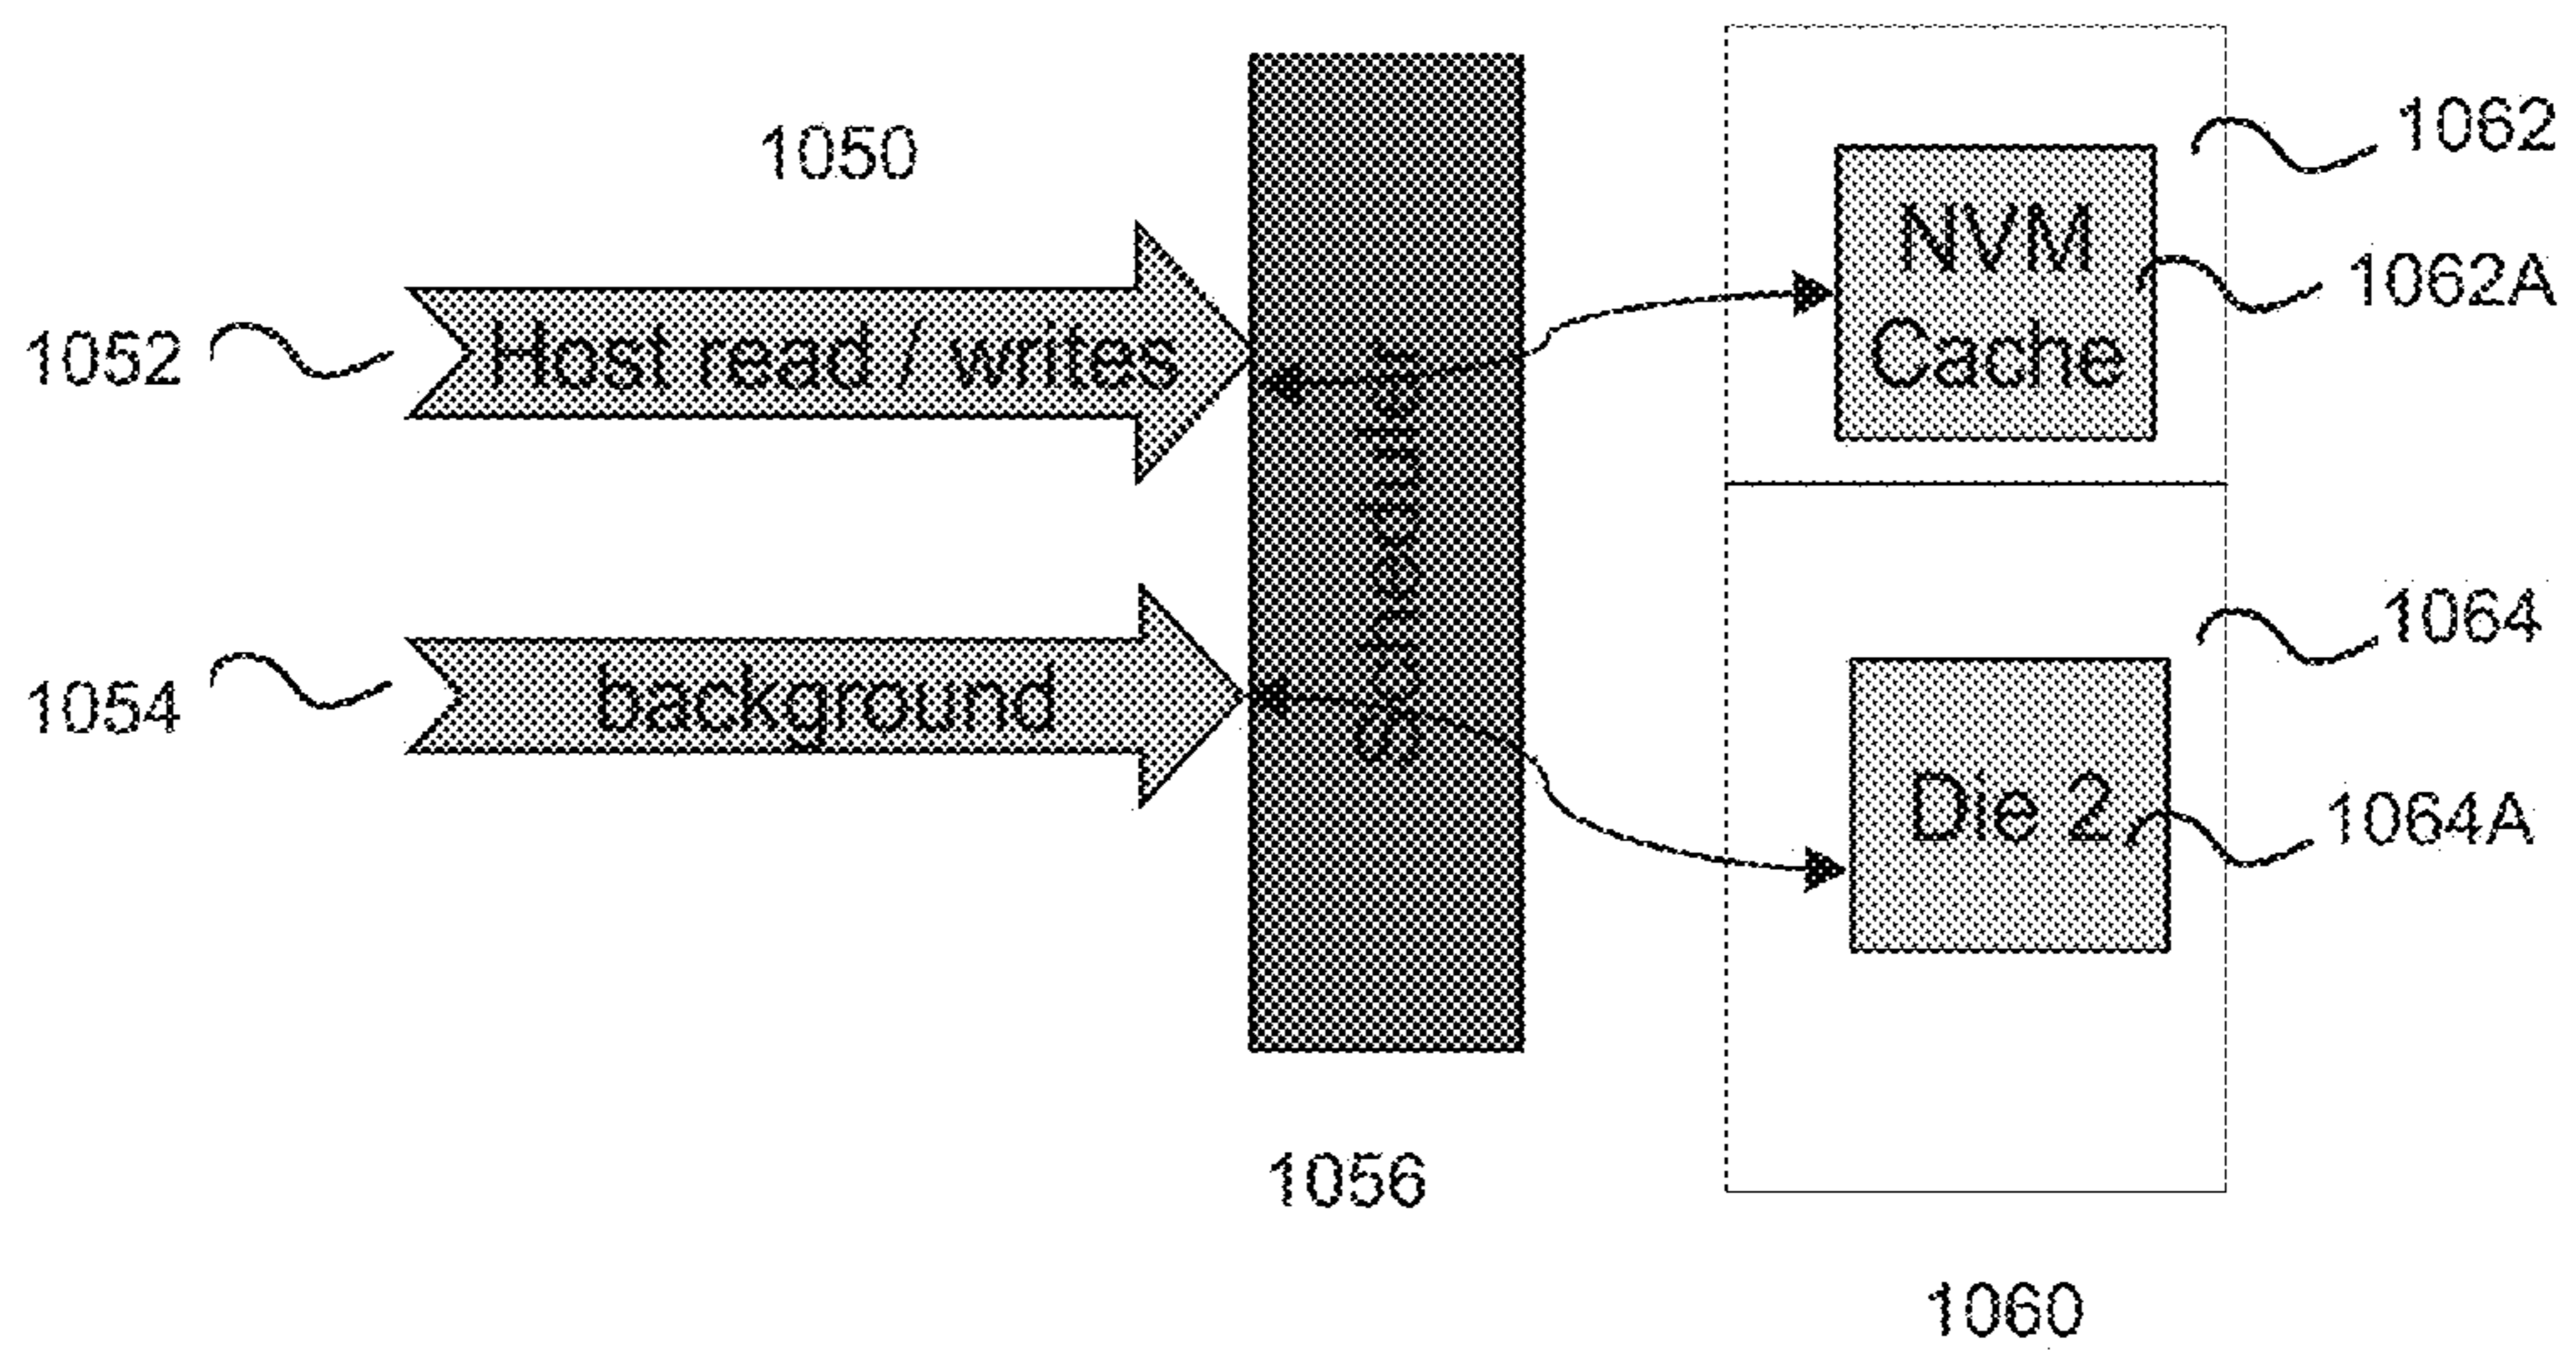 1050
1062
NVM
Cache
1062A
1052
Host read / writes
Scheduler
1064
1054
background
Die 2
1064A
1056
1060